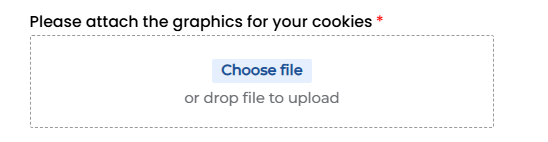 Please attach the graphics for your cookies *
Choose file
or drop file to upload